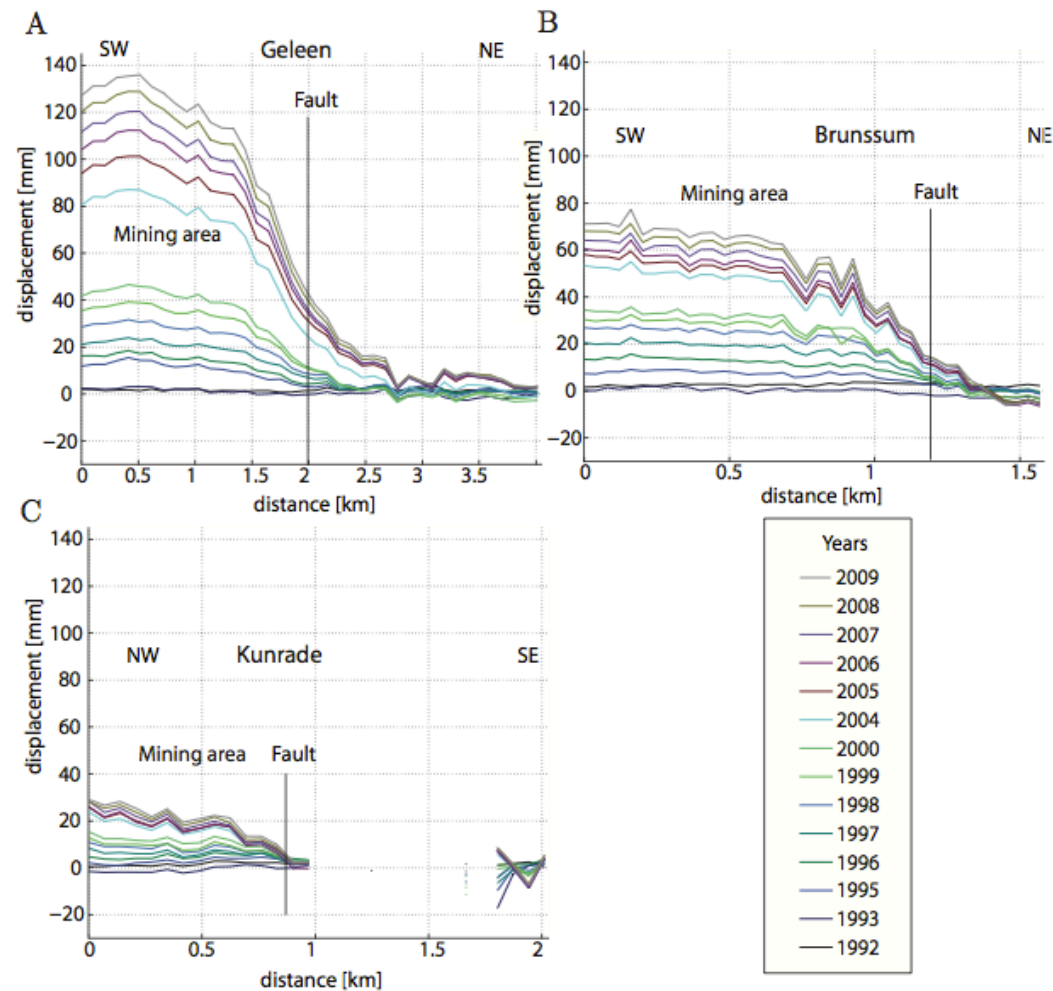 A
SW Geleen NE
140
120
100
80
60
40
20
0
−20
Fault
Mining area
displacement [mm]
0 0.5 1 1.5 2 2.5 3 3.5
distance [km]
B
SW Brunssum NE
140
120
100
80
60
40
20
0
−20
Mining area Fault
displacement [mm]
0 0.5 1 1.5
distance [km]
C
NW Kunrade SE
140
120
100
80
60
40
20
0
−20
Mining area Fault
displacement [mm]
0 0.5 1 1.5 2
distance [km]
Years
2009
2008
2007
2006
2005
2004
2000
1999
1998
1997
1996
1995
1993
1992